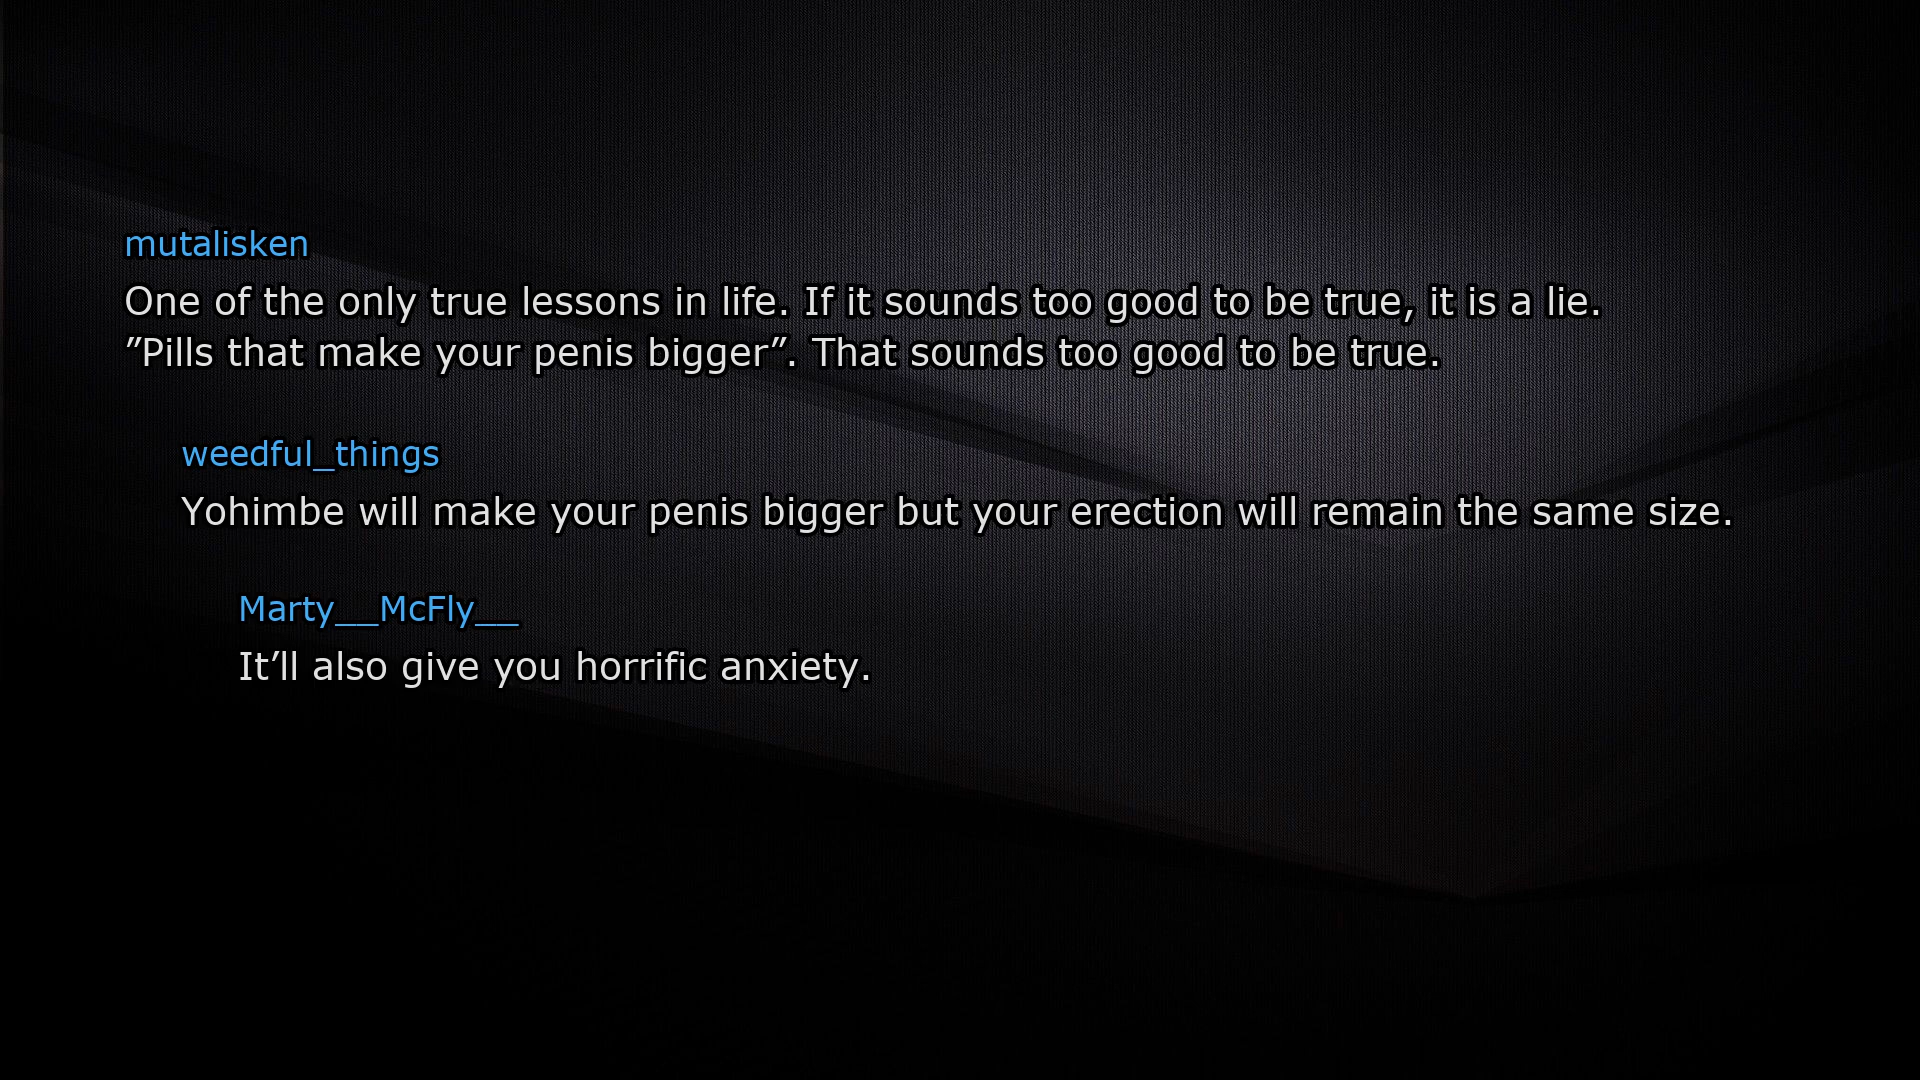 mutalisken
One of the only true lessons in life. If it sounds too good to be true, it is a lie.
”Pills that make your penis bigger”. That sounds too good to be true.
weedful_things
Yohimbe will make your penis bigger but your erection will remain the same size.
Marty__McFly__
It’ll also give you horrific anxiety.